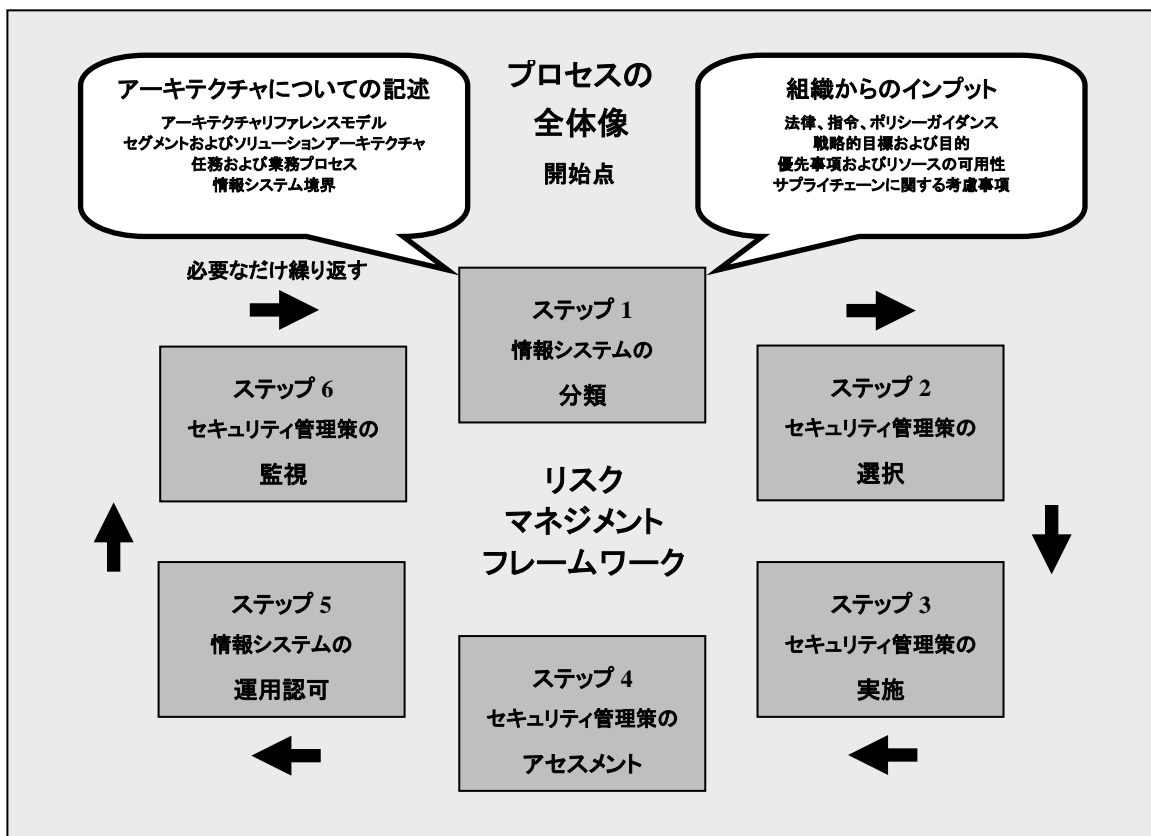 プロセスの
全体像
開始点
アーキテクチャについての記述
アーキテクチャリファレンスモデル
セグメントおよびソリューションアーキテクチャ
任務および業務プロセス
情報システム境界
組織からのインプット
法律、指令、ポリシーガイダンス
戦略的目標および目的
優先事項およびリソースの可用性
サプライチェーンに関する考慮事項
必要なだけ繰り返す
ステップ 1
情報システムの
分類
ステップ 2
セキュリティ管理策の
選択
ステップ 3
セキュリティ管理策の
実施
ステップ 4
セキュリティ管理策の
アセスメント
ステップ 5
情報システムの
運用認可
ステップ 6
セキュリティ管理策の
監視
リスク
マネジメント
フレームワーク